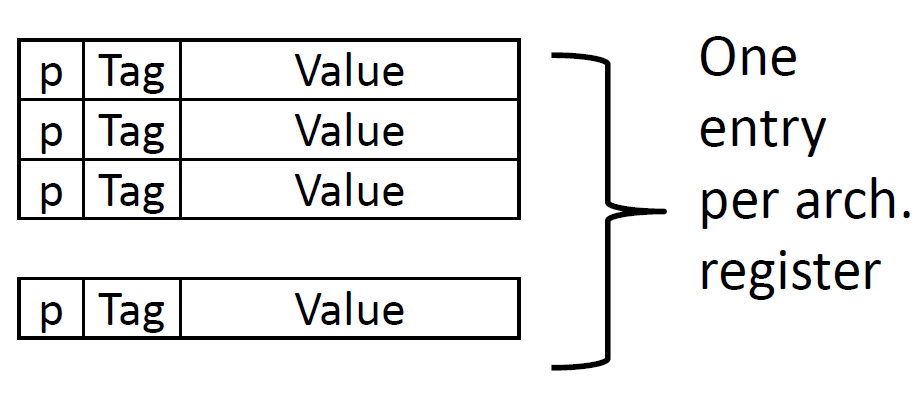 p Tag Value
p Tag Value
p Tag Value
p Tag Value
One
entry
per arch.
register